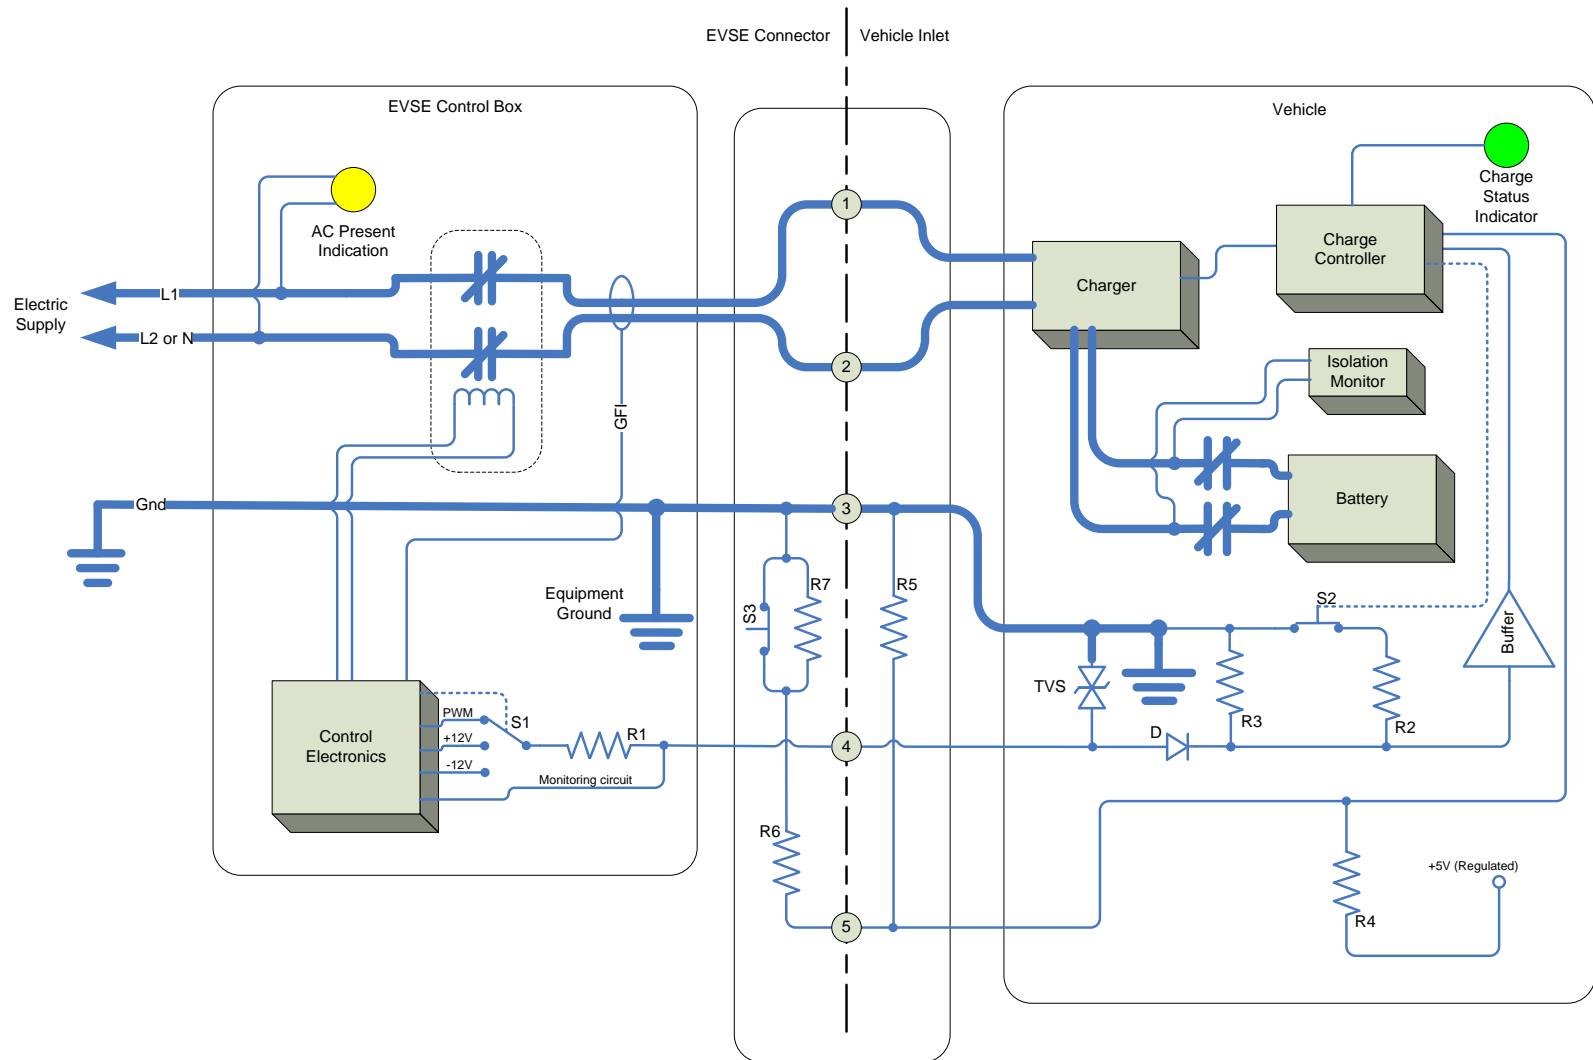 EVSE Connector
Vehicle Inlet
EVSE Control Box
Vehicle
AC Present
Indication
Charge
Status
Indicator
1
Charge
Controller
Charger
Electric
Supply
L1
L2 or N
2
Isolation
Monitor
GFI
Battery
Gnd
3
Equipment
Ground
S3
R7
R5
S2
Buffer
TVS
R3
R2
D
Control
Electronics
PWM
+12V
-12V
S1
R1
4
Monitoring circuit
R6
+5V (Regulated)
R4
5